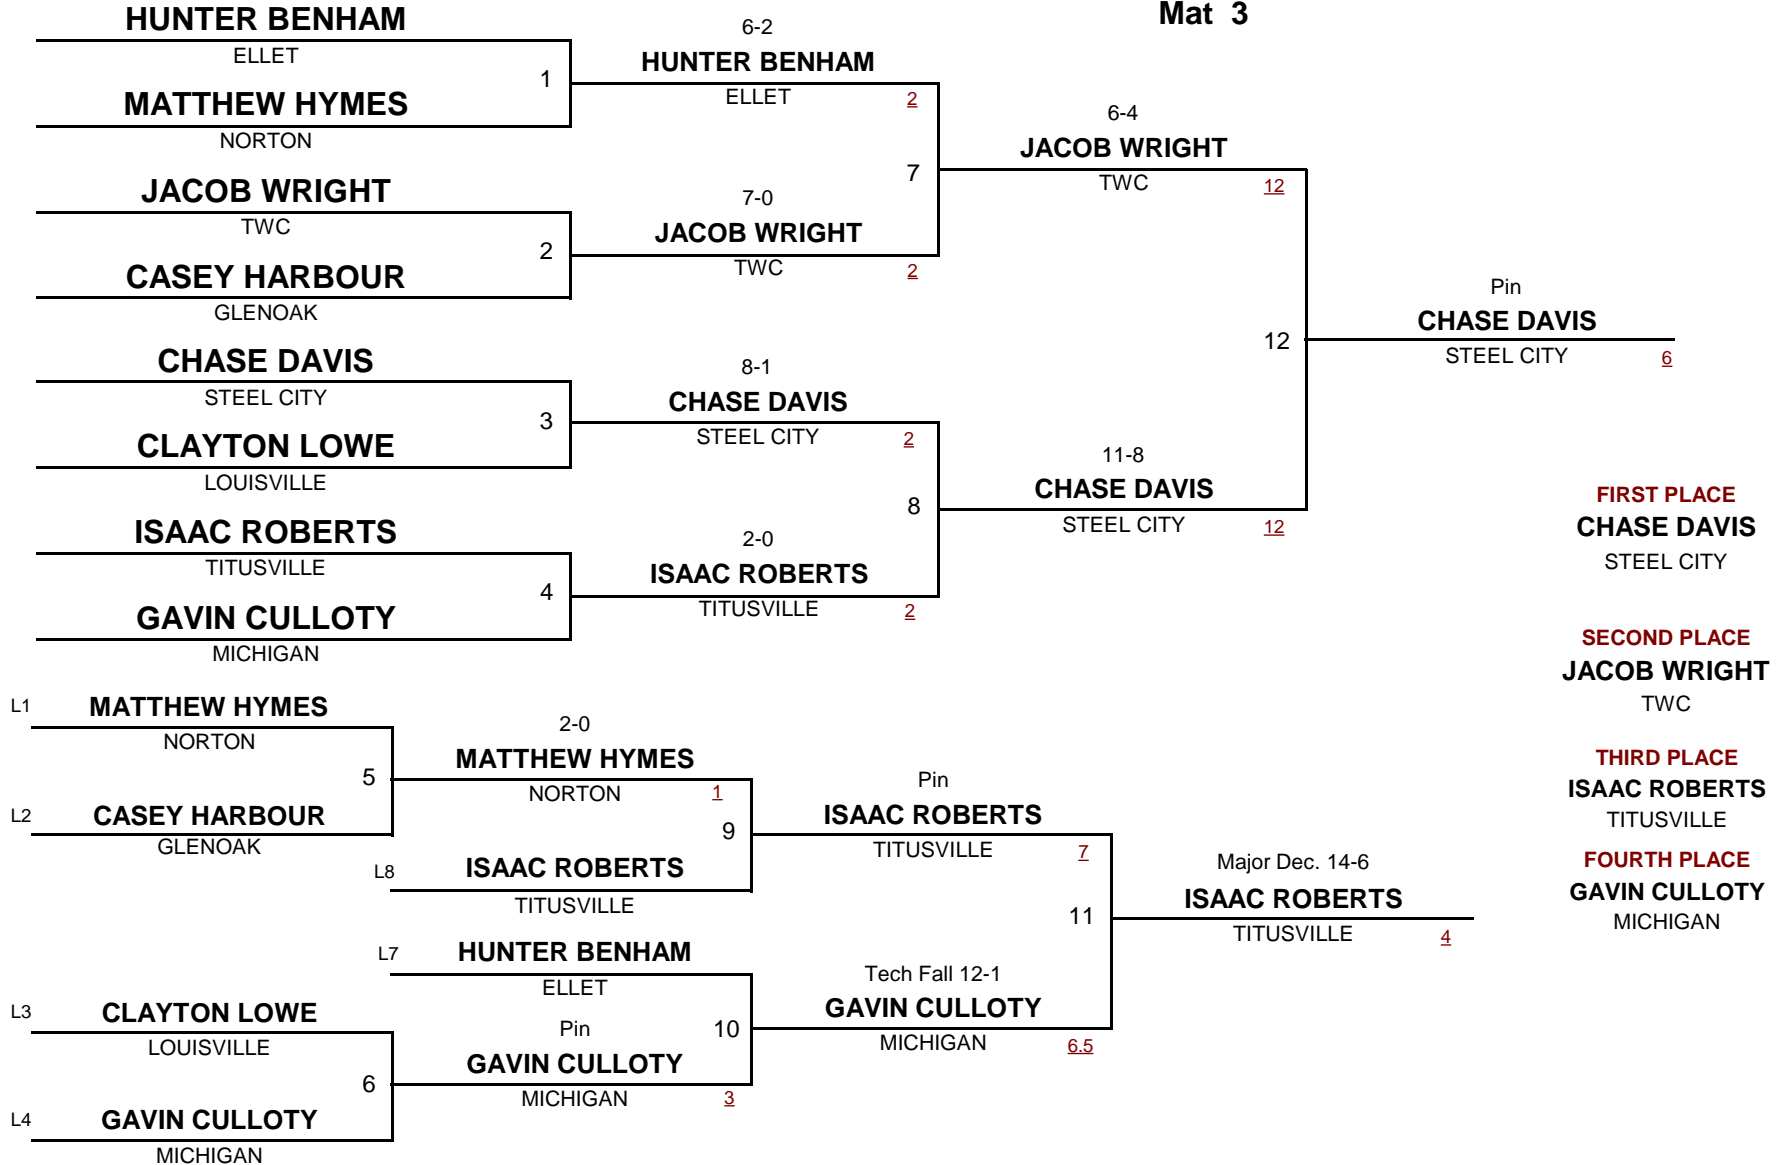 Mat 3
HUNTER BENHAM
ELLET
1
MATTHEW HYMES
NORTON
JACOB WRIGHT
TWC
2
CASEY HARBOUR
GLENOAK
CHASE DAVIS
STEEL CITY
3
CLAYTON LOWE
LOUISVILLE
ISAAC ROBERTS
TITUSVILLE
4
GAVIN CULLOTY
MICHIGAN
6-2
HUNTER BENHAM
ELLET 2
7
7-0
JACOB WRIGHT
TWC 2
8-1
CHASE DAVIS
STEEL CITY 2
8
2-0
ISAAC ROBERTS
TITUSVILLE 2
6-4
JACOB WRIGHT
TWC 12
12
11-8
CHASE DAVIS
STEEL CITY 12
Pin
CHASE DAVIS
STEEL CITY 6
FIRST PLACE
CHASE DAVIS
STEEL CITY
SECOND PLACE
JACOB WRIGHT
TWC
THIRD PLACE
ISAAC ROBERTS
TITUSVILLE
FOURTH PLACE
GAVIN CULLOTY
MICHIGAN
L1 MATTHEW HYMES
NORTON
5
L2 CASEY HARBOUR
GLENOAK
2-0
MATTHEW HYMES
NORTON 1
9
L8 ISAAC ROBERTS
TITUSVILLE
L7 HUNTER BENHAM
ELLET
10
L3 CLAYTON LOWE
LOUISVILLE
6
L4 GAVIN CULLOTY
MICHIGAN
Pin
GAVIN CULLOTY
MICHIGAN 3
Pin
ISAAC ROBERTS
TITUSVILLE 7
11
Tech Fall 12-1
GAVIN CULLOTY
MICHIGAN 6.5
Major Dec. 14-6
ISAAC ROBERTS
TITUSVILLE 4